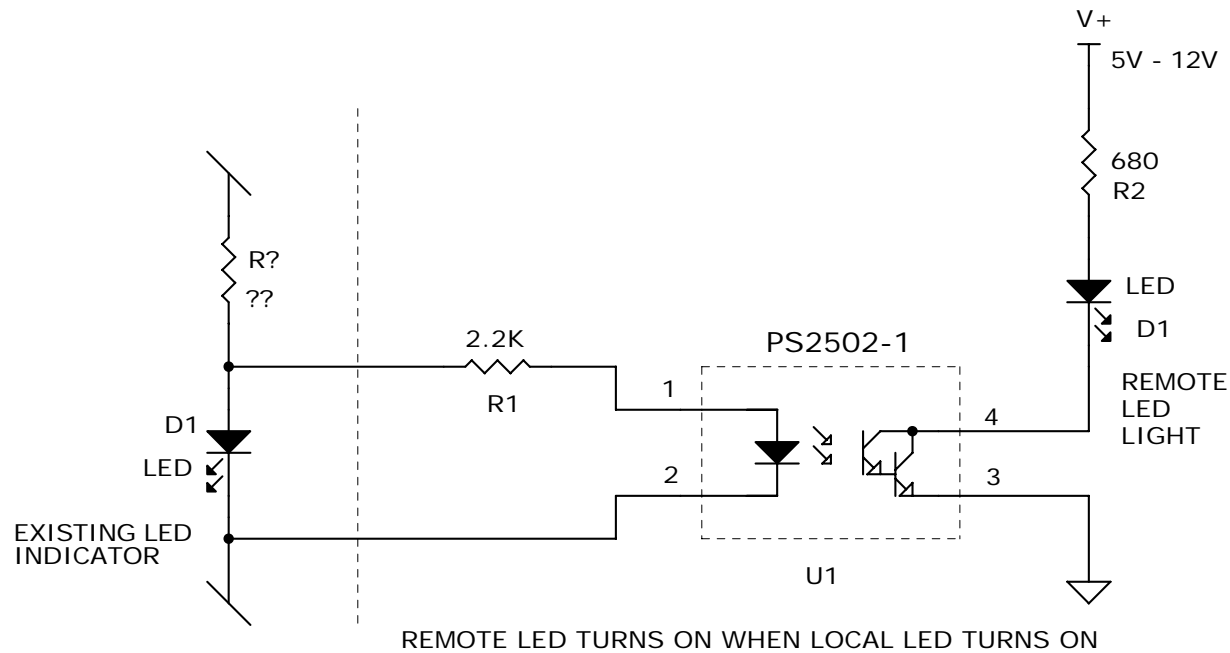 V+
5V - 12V
680
R2
R?
??
LED
D1
2.2K
R1
PS2502-1
1
2
4
3
REMOTE
LED
LIGHT
D1
LED
EXISTING LED
INDICATOR
U1
REMOTE LED TURNS ON WHEN LOCAL LED TURNS ON